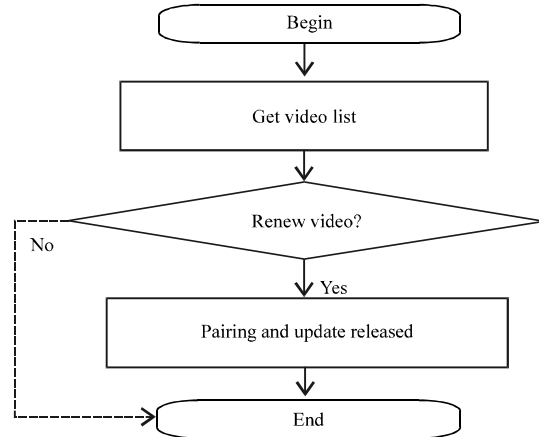 Begin
Get video list
Renew video?
No
Yes
Pairing and update released
End